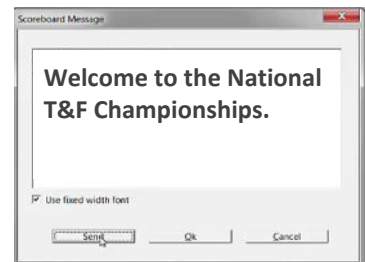 Scoreboard Message
Welcome to the National
T&F Championships.
Use fixed width font
Send Ok Cancel